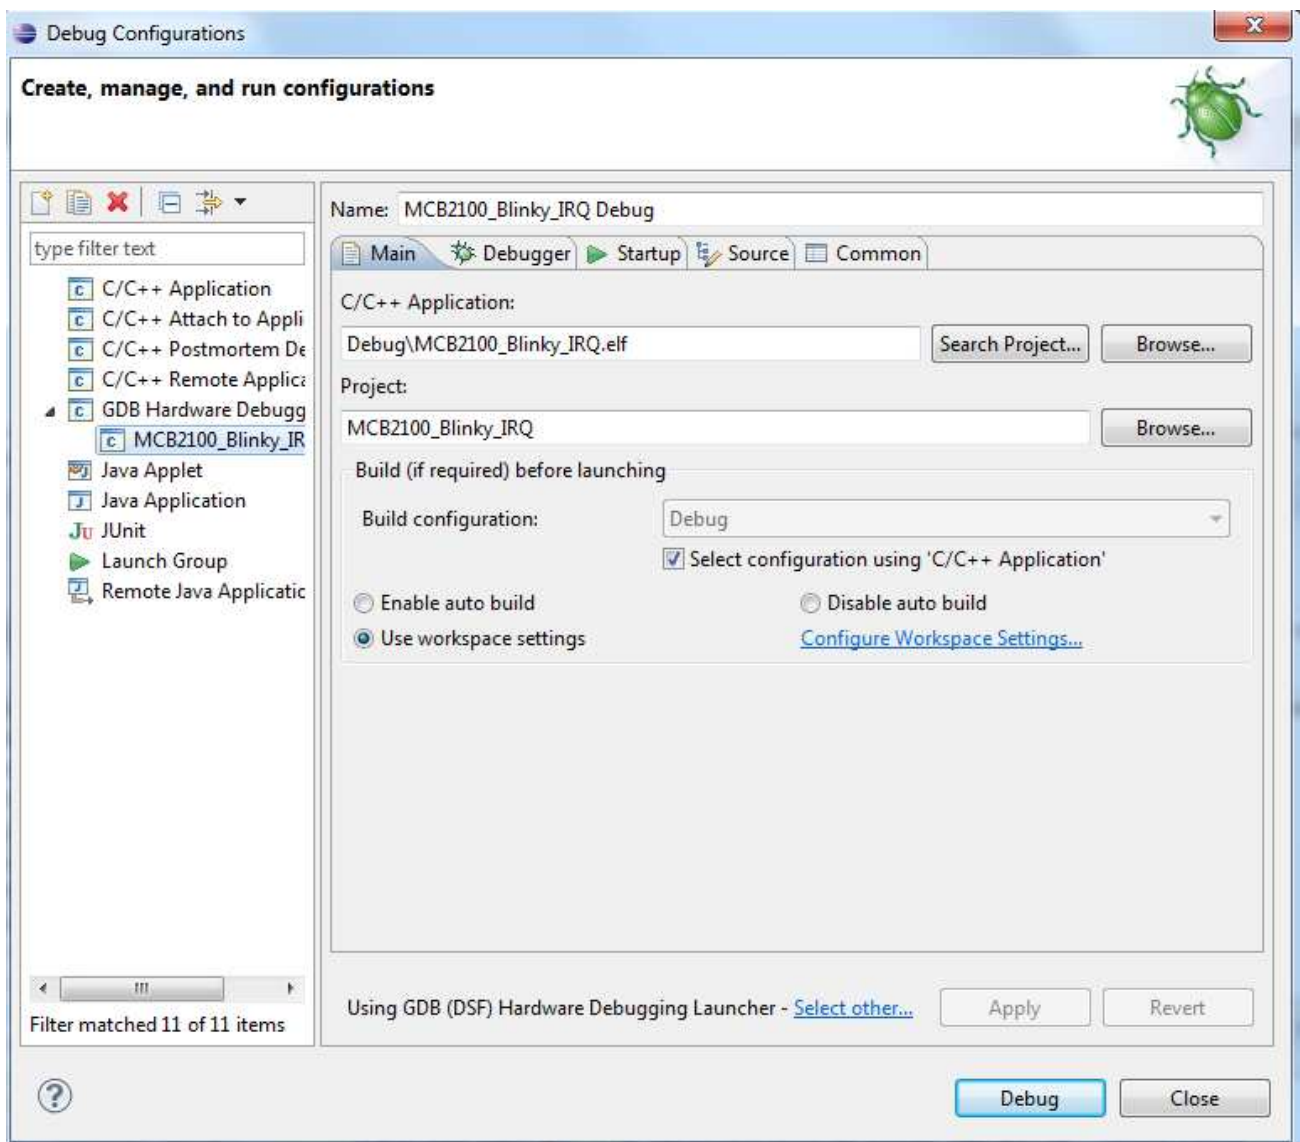 Debug Configurations
Create, manage, and run configurations
type filter text
C/C++ Application
C/C++ Attach to Appli
C/C++ Postmortem De
C/C++ Remote Applica
GDB Hardware Debugg
MCB2100_Blinky_IR
Java Applet
Java Application
Ju JUnit
Launch Group
Remote Java Applicatic
Filter matched 11 of 11 items
Name: MCB2100_Blinky_IRQ Debug
Main Debugger Startup Source Common
C/C++ Application:
Debug\MCB2100_Blinky_IRQ.elf Search Project... Browse...
Project:
MCB2100_Blinky_IRQ Browse...
Build (if required) before launching
Build configuration: Debug
Select configuration using 'C/C++ Application'
Enable auto build Disable auto build
Use workspace settings Configure Workspace Settings...
Using GDB (DSF) Hardware Debugging Launcher - Select other... Apply Revert
? Debug Close